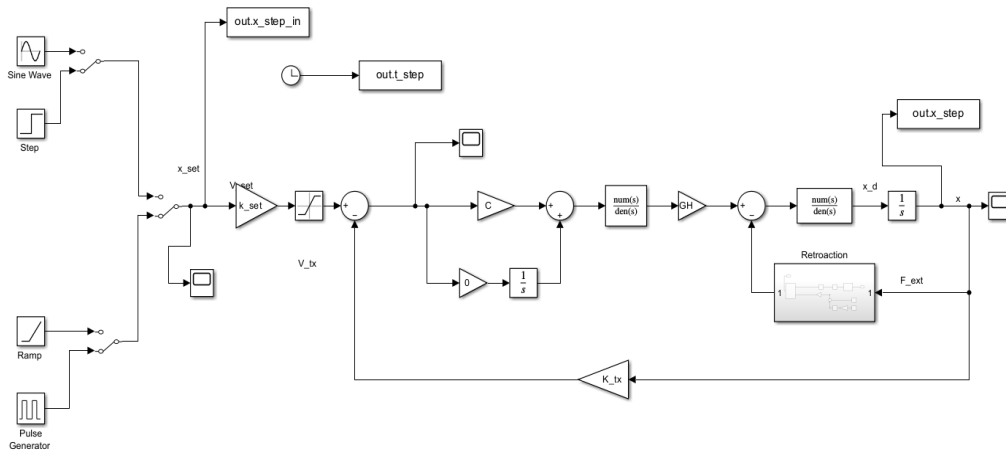 out.x_step_in
Sine Wave
out.t_step
Step
out.x_step
x_set
V_set
k_set
+
−
C
+
+
num(s)
den(s)
GH
+
−
num(s)
den(s)
x_d
1
s
x
V_tx
0
1
s
Retroaction
1
1
F_ext
Ramp
K_tx
Pulse
Generator